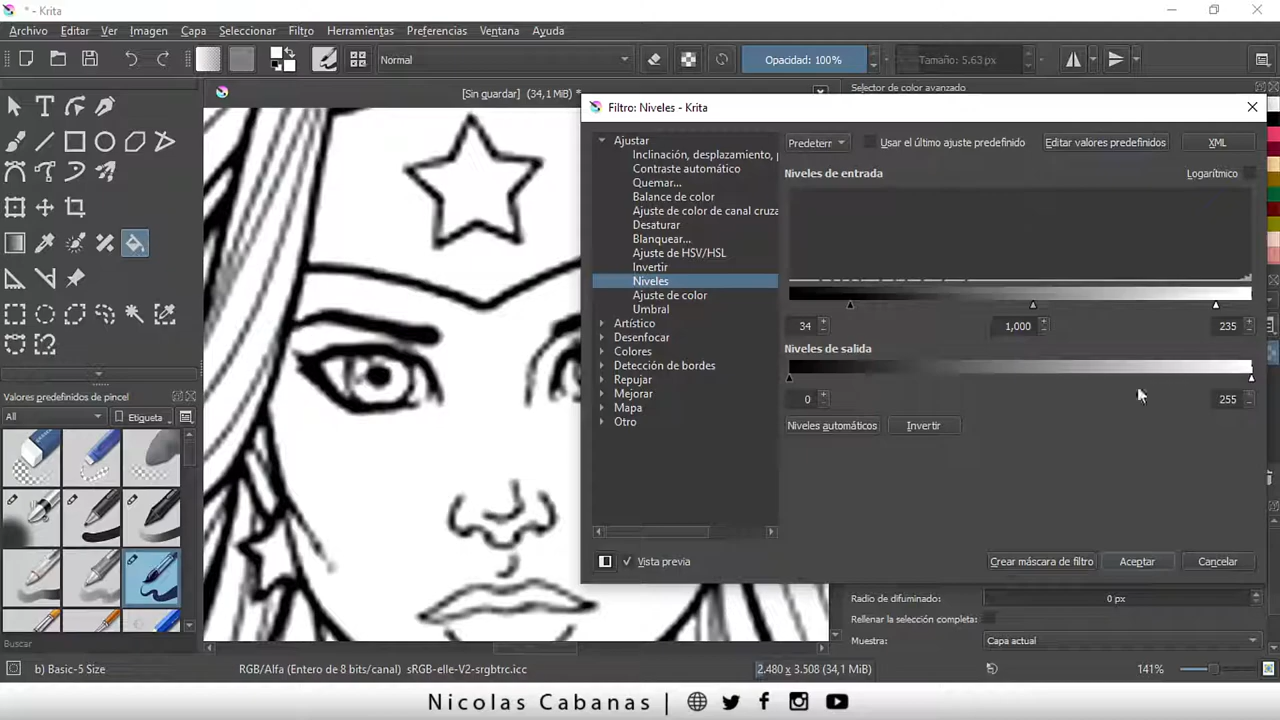 * - Krita
Archivo Editar Ver Imagen Capa Seleccionar Filtro Herramientas Preferencias Ventana Ayuda
Normal Opacidad: 100% Tamaño: 5.63 px
[Sin guardar] (34,1 MiB) *
Selector de color avanzado
Filtro: Niveles - Krita
Ajustar
Inclinación, desplazamiento, p
Contraste automático
Quemar...
Balance de color
Ajuste de color de canal cruza
Desaturar
Blanquear...
Ajuste de HSV/HSL
Invertir
Niveles
Ajuste de color
Umbral
Artístico
Desenfocar
Colores
Detección de bordes
Repujar
Mejorar
Mapa
Otro
Predeterr Usar el último ajuste predefinido Editar valores predefinidos XML
Niveles de entrada Logarítmico
34 1,000 235
Niveles de salida
0 255
Niveles automáticos Invertir
Vista previa Crear máscara de filtro Aceptar Cancelar
Valores predefinidos de pincel
All Etiqueta
Buscar
Radio de difuminado: 0 px
Rellenar la selección completa:
Muestra: Capa actual
b) Basic-5 Size RGB/Alfa (Entero de 8 bits/canal) sRGB-elle-V2-srgbtrc.icc 2.480 x 3.508 (34,1 MiB) 141%
Nicolas Cabanas |